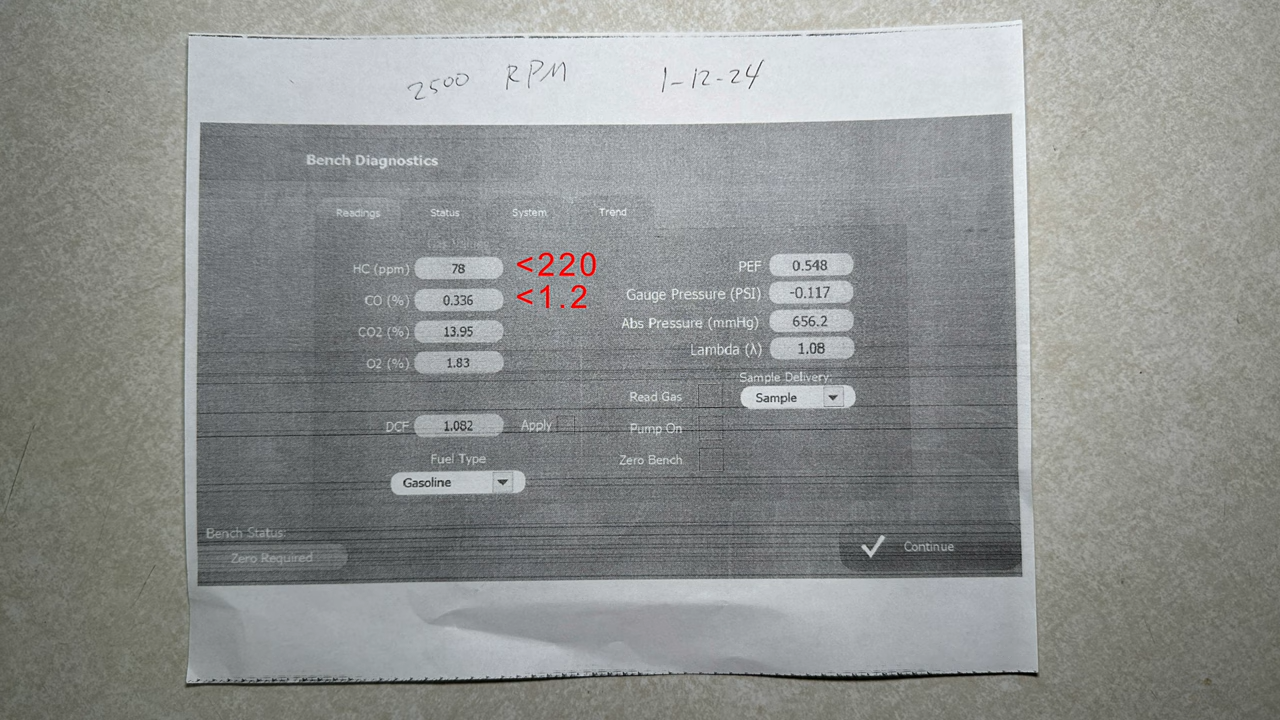 2500 RPM 1-12-24
Bench Diagnostics
Readings Status System Trend
Gas Values
HC (ppm) 78 <220
CO (%) 0.336 <1.2
CO2 (%) 13.95
O2 (%) 1.83
DCF 1.082 Apply
Fuel Type
Gasoline
PEF 0.548
Gauge Pressure (PSI) -0.117
Abs Pressure (mmHg) 656.2
Lambda (λ) 1.08
Sample Delivery:
Sample
Read Gas
Pump On
Zero Bench
Bench Status:
Zero Required
Continue